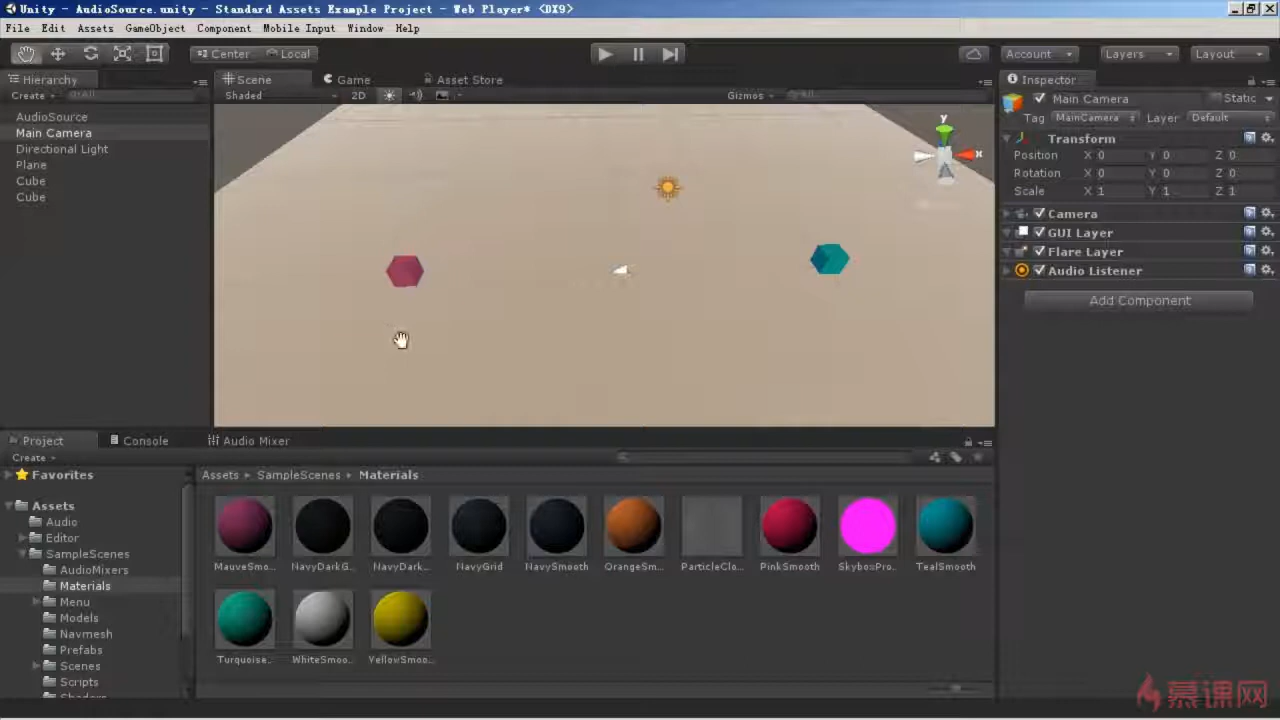 Unity - AudioSource.unity - Standard Assets Example Project - Web Player* <DX9>
File Edit Assets GameObject Component Mobile Input Window Help
Center Local Account Layers Layout
Hierarchy Scene Game Asset Store Inspector
Create Shaded 2D Gizmos
Main Camera Static
Tag MainCamera Layer Default
AudioSource
Main Camera
Directional Light
Plane
Cube
Cube
y
x
Transform
Position X 0 Y 0 Z 0
Rotation X 0 Y 0 Z 0
Scale X 1 Y 1 Z 1
Camera
GUI Layer
Flare Layer
Audio Listener
Add Component
Project Console Audio Mixer
Create
Favorites
Assets
Audio
Editor
SampleScenes
AudioMixers
Materials
Menu
Models
Navmesh
Prefabs
Scenes
Scripts
Shaders
Assets ▸ SampleScenes ▸ Materials
MauveSmo... NavyDarkG... NavyDark... NavyGrid NavySmooth OrangeSm... ParticleClo... PinkSmooth SkyboxPro... TealSmooth
Turquoise... WhiteSmoo... YellowSmoo...
慕课网